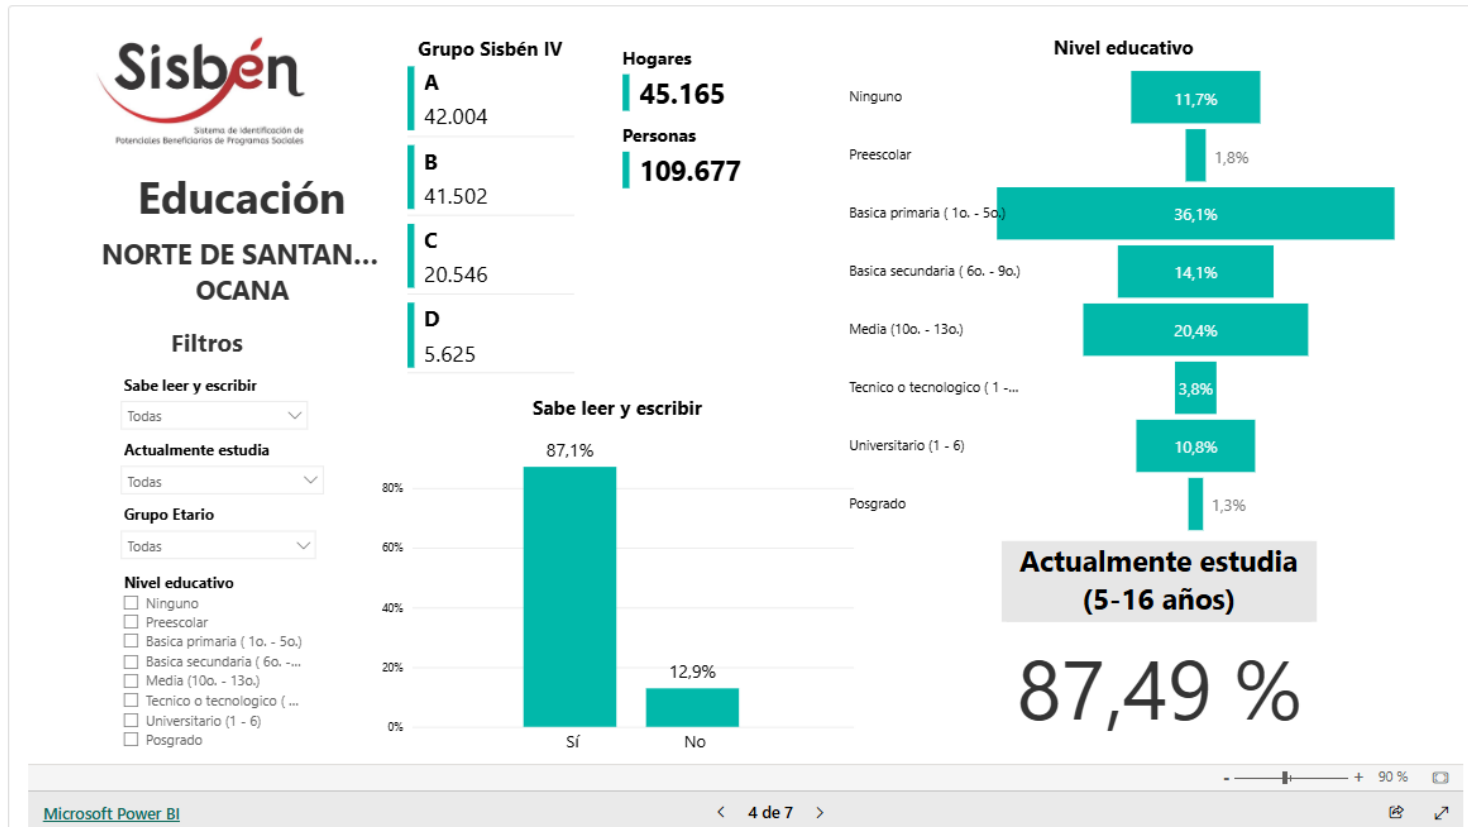 Sisbén
Sistema de Identificación de
Potenciales Beneficiarios de Programas Sociales
Educación
NORTE DE SANTAN...
OCANA
Filtros
Sabe leer y escribir
Todas
Actualmente estudia
Todas
Grupo Etario
Todas
Nivel educativo
Ninguno
Preescolar
Basica primaria ( 1o. - 5o.)
Basica secundaria ( 6o. -...
Media (10o. - 13o.)
Tecnico o tecnologico ( ...
Universitario (1 - 6)
Posgrado
Grupo Sisbén IV
A
42.004
B
41.502
C
20.546
D
5.625
Hogares
45.165
Personas
109.677
Sabe leer y escribir
87,1%
80%
60%
40%
20%
12,9%
0%
Sí
No
Nivel educativo
Ninguno
11,7%
Preescolar
1,8%
Basica primaria ( 1o. - 5o.)
36,1%
Basica secundaria ( 6o. - 9o.)
14,1%
Media (10o. - 13o.)
20,4%
Tecnico o tecnologico ( 1 -...
3,8%
Universitario (1 - 6)
10,8%
Posgrado
1,3%
Actualmente estudia
(5-16 años)
87,49 %
- + 90 %
Microsoft Power BI
< 4 de 7 >